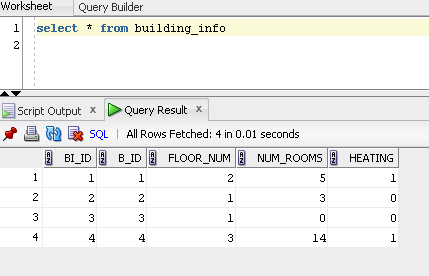 Worksheet Query Builder
1 select * from building_info
2
Script Output x Query Result x
SQL | All Rows Fetched: 4 in 0.01 seconds
BI_ID B_ID FLOOR_NUM NUM_ROOMS HEATING
1 1 1 2 5 1
2 2 2 1 3 0
3 3 3 1 0 0
4 4 4 3 14 1